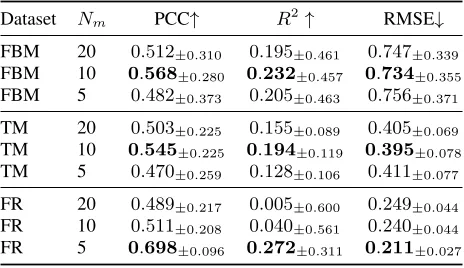 Dataset N_m PCC↑ R² ↑ RMSE↓
FBM 20 0.512±0.310 0.195±0.461 0.747±0.339
FBM 10 0.568±0.280 0.232±0.457 0.734±0.355
FBM 5 0.482±0.373 0.205±0.463 0.756±0.371
TM 20 0.503±0.225 0.155±0.089 0.405±0.069
TM 10 0.545±0.225 0.194±0.119 0.395±0.078
TM 5 0.470±0.259 0.128±0.106 0.411±0.077
FR 20 0.489±0.217 0.005±0.600 0.249±0.044
FR 10 0.511±0.208 0.040±0.561 0.240±0.044
FR 5 0.698±0.096 0.272±0.311 0.211±0.027